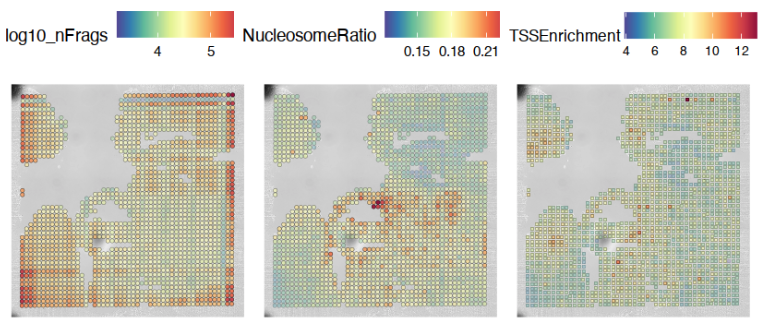 log10_nFrags
4 5
NucleosomeRatio
0.15 0.18 0.21
TSSEnrichment
4 6 8 10 12